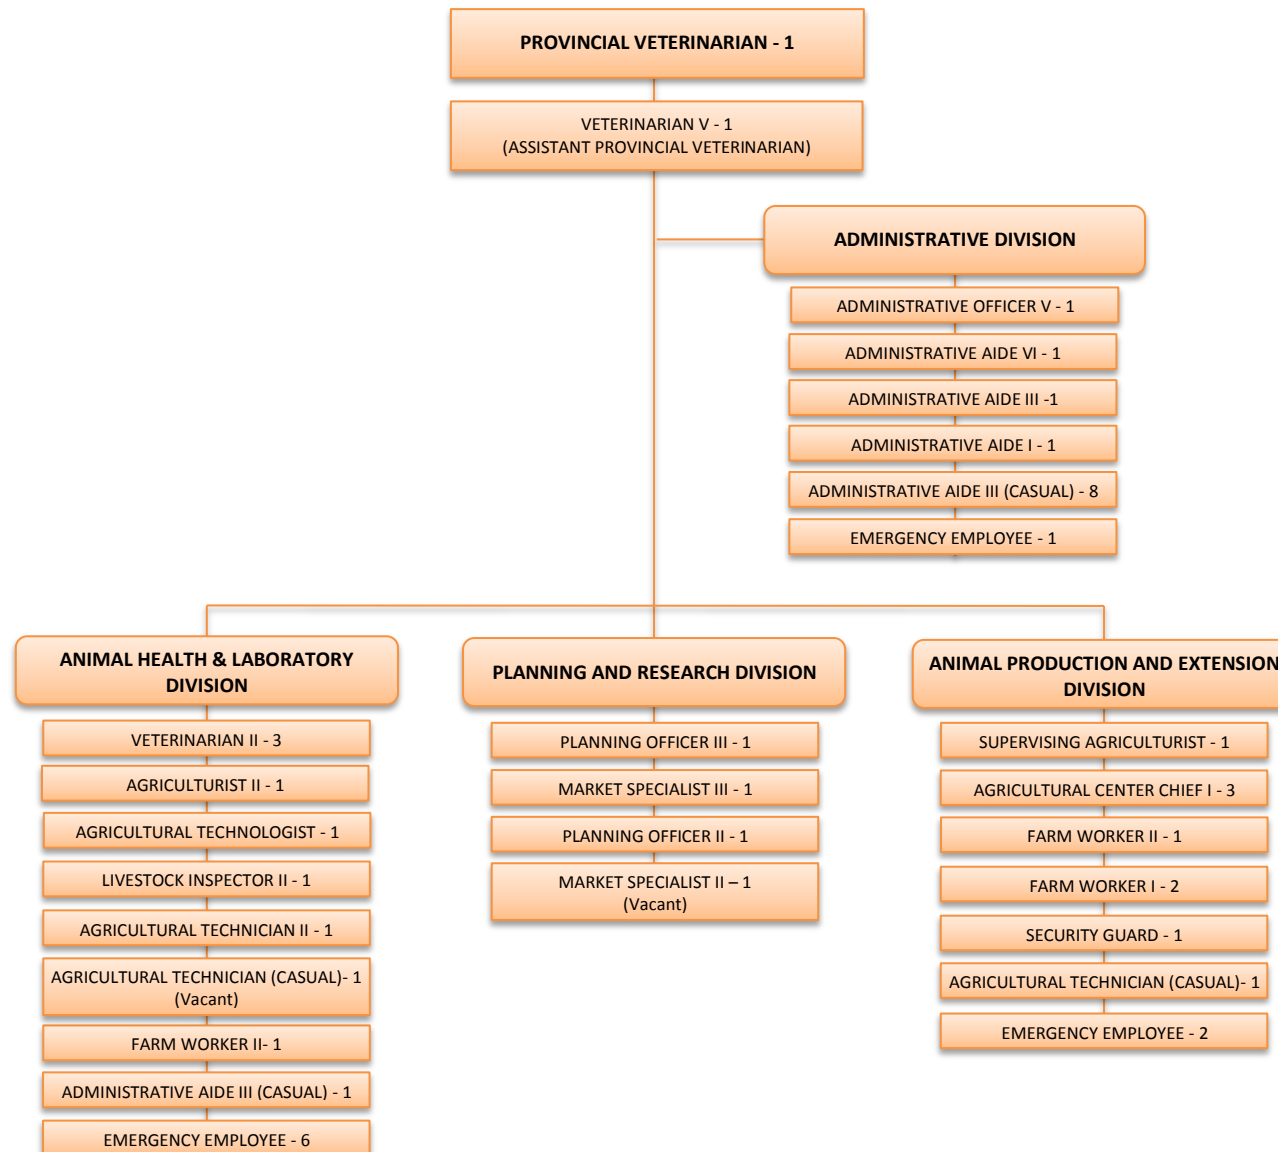 PROVINCIAL VETERINARIAN - 1
VETERINARIAN V - 1
(ASSISTANT PROVINCIAL VETERINARIAN)
ADMINISTRATIVE DIVISION
ADMINISTRATIVE OFFICER V - 1
ADMINISTRATIVE AIDE VI - 1
ADMINISTRATIVE AIDE III -1
ADMINISTRATIVE AIDE I - 1
ADMINISTRATIVE AIDE III (CASUAL) - 8
EMERGENCY EMPLOYEE - 1
ANIMAL HEALTH & LABORATORY
DIVISION
VETERINARIAN II - 3
AGRICULTURIST II - 1
AGRICULTURAL TECHNOLOGIST - 1
LIVESTOCK INSPECTOR II - 1
AGRICULTURAL TECHNICIAN II - 1
AGRICULTURAL TECHNICIAN (CASUAL)- 1
(Vacant)
FARM WORKER II- 1
ADMINISTRATIVE AIDE III (CASUAL) - 1
EMERGENCY EMPLOYEE - 6
PLANNING AND RESEARCH DIVISION
PLANNING OFFICER III - 1
MARKET SPECIALIST III - 1
PLANNING OFFICER II - 1
MARKET SPECIALIST II – 1
(Vacant)
ANIMAL PRODUCTION AND EXTENSION
DIVISION
SUPERVISING AGRICULTURIST - 1
AGRICULTURAL CENTER CHIEF I - 3
FARM WORKER II - 1
FARM WORKER I - 2
SECURITY GUARD - 1
AGRICULTURAL TECHNICIAN (CASUAL)- 1
EMERGENCY EMPLOYEE - 2